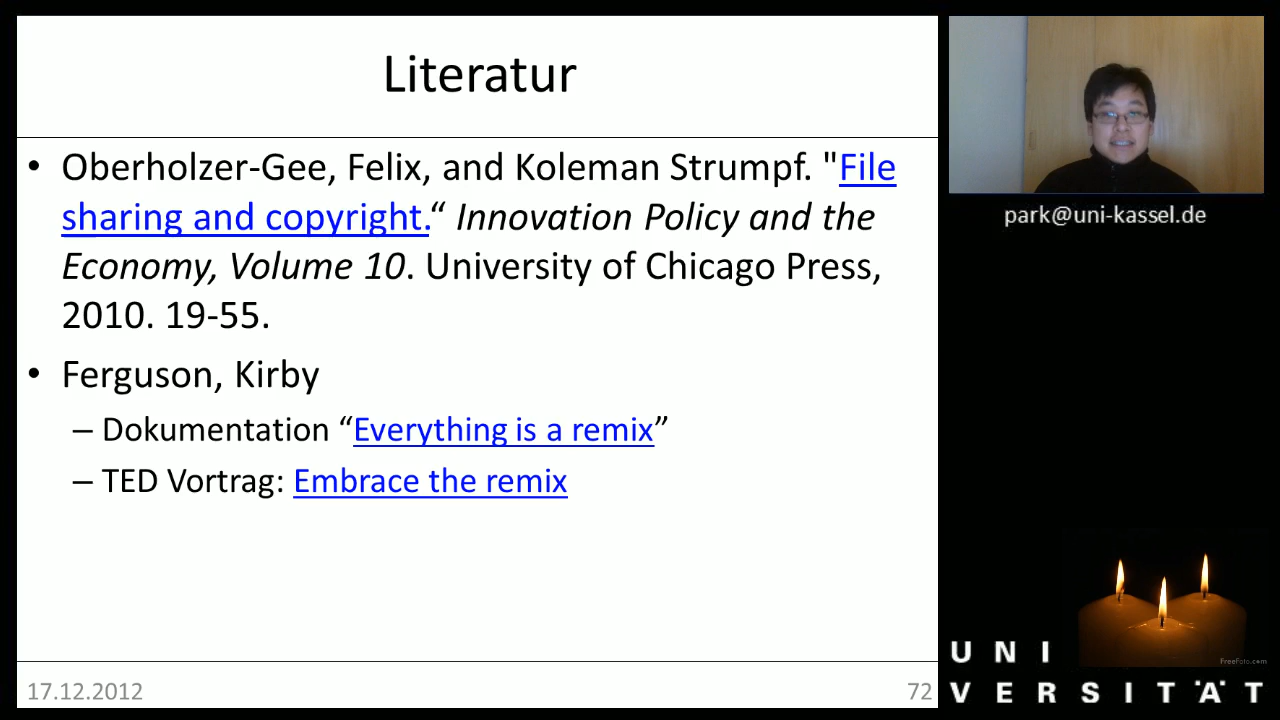 Literatur
• Oberholzer-Gee, Felix, and Koleman Strumpf. "File
sharing and copyright.“ Innovation Policy and the
Economy, Volume 10. University of Chicago Press,
2010. 19-55.
• Ferguson, Kirby
– Dokumentation “Everything is a remix”
– TED Vortrag: Embrace the remix
17.12.2012
72
park@uni-kassel.de
FreeFoto.com
UNI
VERSITÄT